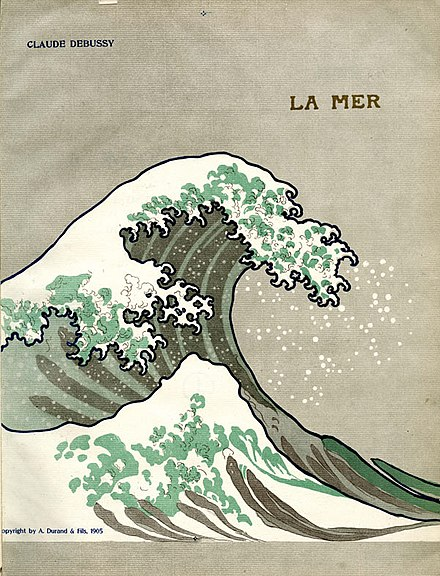 CLAUDE DEBUSSY
LA MER
opyright by A. Durand & Fils, 1905